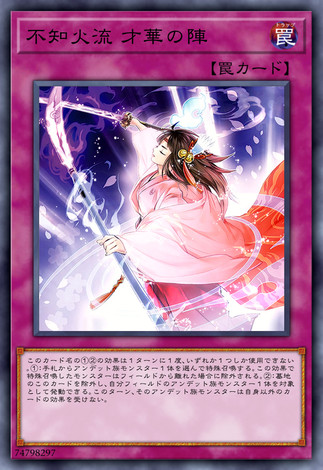 不知火流 才華の陣
トラップ
罠
【罠カード】
このカード名の①②の効果は1ターンに1度、いずれか1つしか使用できない。
①:手札からアンデット族モンスター1体を選んで特殊召喚する。この効果で
特殊召喚したモンスターはフィールドから離れた場合に除外される。②:墓地
のこのカードを除外し、自分フィールドのアンデット族モンスター1体を対象
として発動できる。このターン、そのアンデット族モンスターは自身以外のカー
ドの効果を受けない。
74798297